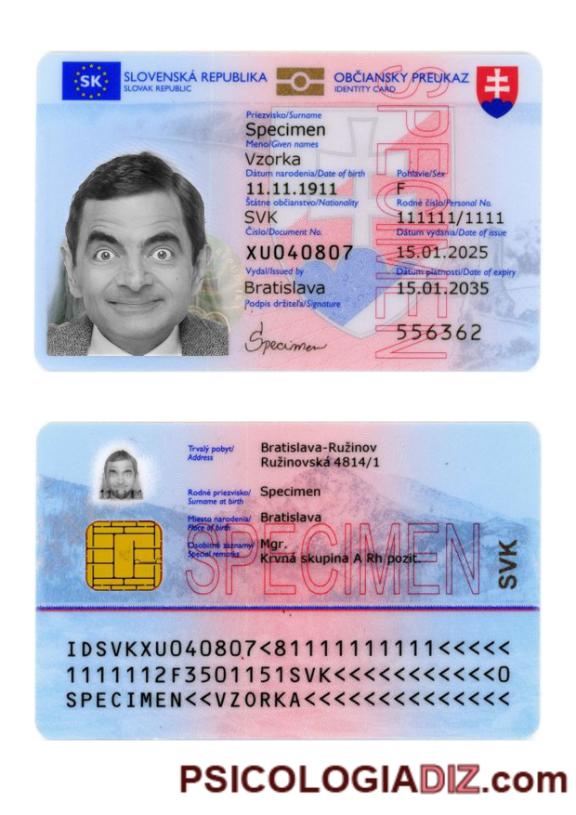 SK SLOVENSKÁ REPUBLIKA OBČIANSKY PREUKAZ
SLOVAK REPUBLIC IDENTITY CARD
Priezvisko/Surname
Specimen
Meno/Given names
Vzorka
Dátum narodenia/Date of birth Pohlavie/Sex
11.11.1911 F
Štátne občianstvo/Nationality Rodné číslo/Personal No.
SVK 111111/1111
Číslo/Document No. Dátum vydania/Date of issue
XU040807 15.01.2025
Vydal/Issued by Dátum platnosti/Date of expiry
Bratislava 15.01.2035
Podpis držiteľa/Signature
Specimen 556362
SPECIMEN
Trvalý pobyt/ Bratislava-Ružinov
Address Ružinovská 4814/1
Rodné priezvisko/ Specimen
Surname at birth
Miesto narodenia/ Bratislava
Place of birth
Osobitné záznamy/ Mgr.
Special remarks Krvná skupina A Rh pozit.
SPECIMEN
SVK
IDSVKXU040807<81111111111<<<<<
1111112F3501151SVK<<<<<<<<<<<0
SPECIMEN<<VZORKA<<<<<<<<<<<<<<
PSICOLOGIADIZ.com